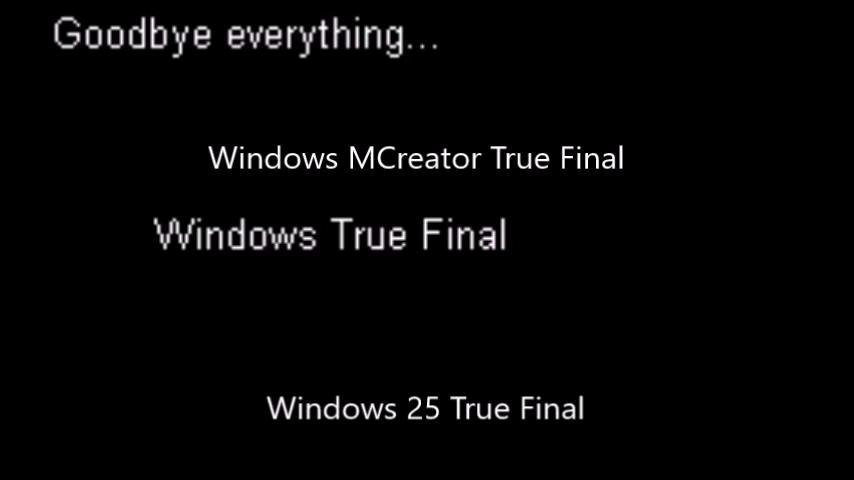 Goodbye everything...
Windows MCreator True Final
Windows True Final
Windows 25 True Final